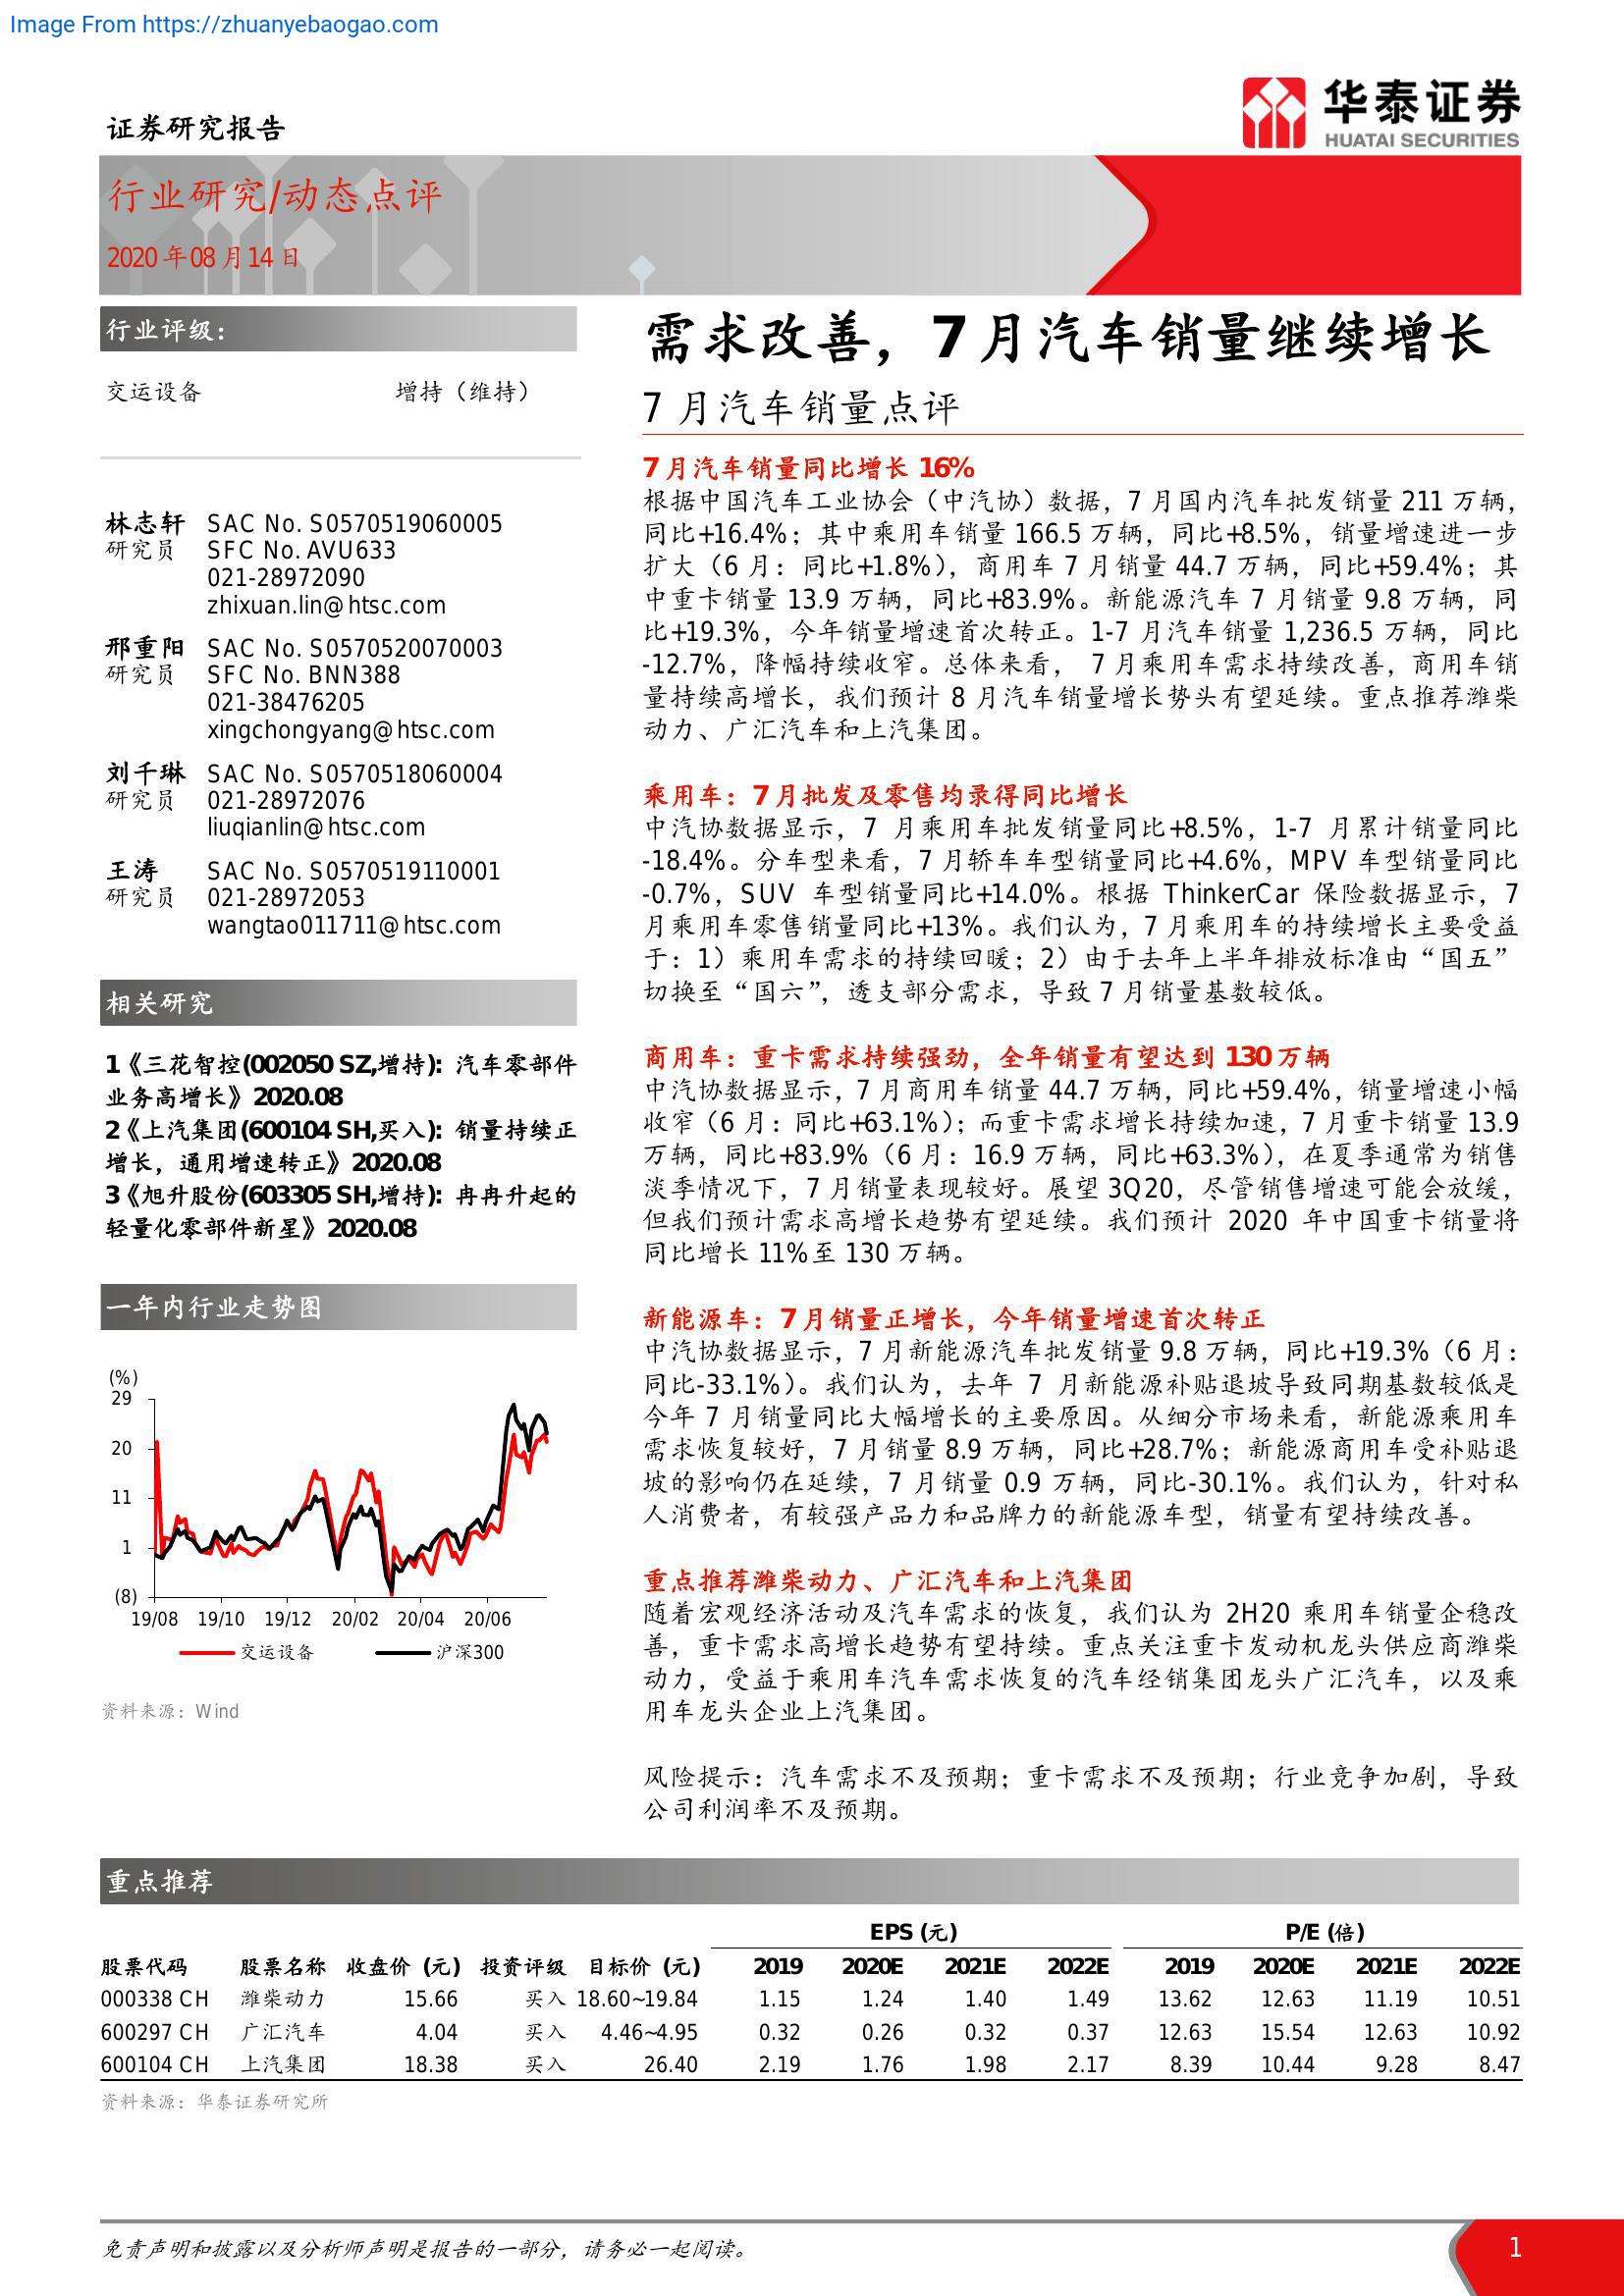 Image From https://zhuanyebaogao.com
证券研究报告
华泰证券
HUATAI SECURITIES
行业研究/动态点评
2020年08月14日
行业评级：
交运设备 增持（维持）
林志轩 SAC No. S0570519060005
研究员 SFC No. AVU633
021-28972090
zhixuan.lin@htsc.com
邢重阳 SAC No. S0570520070003
研究员 SFC No. BNN388
021-38476205
xingchongyang@htsc.com
刘千琳 SAC No. S0570518060004
研究员 021-28972076
liuqianlin@htsc.com
王涛 SAC No. S0570519110001
研究员 021-28972053
wangtao011711@htsc.com
相关研究
1《三花智控(002050 SZ,增持)：汽车零部件
业务高增长》2020.08
2《上汽集团(600104 SH,买入)：销量持续正
增长，通用增速转正》2020.08
3《旭升股份(603305 SH,增持)：冉冉升起的
轻量化零部件新星》2020.08
一年内行业走势图
(%)
29
20
11
1
(8)
19/08 19/10 19/12 20/02 20/04 20/06
交运设备 沪深300
资料来源：Wind
需求改善，7月汽车销量继续增长
7 月汽车销量点评
7月汽车销量同比增长 16%
根据中国汽车工业协会（中汽协）数据，7 月国内汽车批发销量 211 万辆，
同比+16.4%；其中乘用车销量 166.5 万辆，同比+8.5%，销量增速进一步
扩大（6 月：同比+1.8%），商用车 7 月销量 44.7 万辆，同比+59.4%；其
中重卡销量 13.9 万辆，同比+83.9%。新能源汽车 7 月销量 9.8 万辆，同
比+19.3%，今年销量增速首次转正。1-7 月汽车销量 1,236.5 万辆，同比
-12.7%，降幅持续收窄。总体来看， 7 月乘用车需求持续改善，商用车销
量持续高增长，我们预计 8 月汽车销量增长势头有望延续。重点推荐潍柴
动力、广汇汽车和上汽集团。
乘用车：7月批发及零售均录得同比增长
中汽协数据显示，7 月乘用车批发销量同比+8.5%，1-7 月累计销量同比
-18.4%。分车型来看，7 月轿车车型销量同比+4.6%，MPV 车型销量同比
-0.7%，SUV 车型销量同比+14.0%。根据 ThinkerCar 保险数据显示，7
月乘用车零售销量同比+13%。我们认为，7 月乘用车的持续增长主要受益
于：1）乘用车需求的持续回暖；2）由于去年上半年排放标准由“国五”
切换至“国六”，透支部分需求，导致 7 月销量基数较低。
商用车：重卡需求持续强劲，全年销量有望达到 130 万辆
中汽协数据显示，7 月商用车销量 44.7 万辆，同比+59.4%，销量增速小幅
收窄（6 月：同比+63.1%）；而重卡需求增长持续加速，7 月重卡销量 13.9
万辆，同比+83.9%（6 月：16.9 万辆，同比+63.3%），在夏季通常为销售
淡季情况下，7 月销量表现较好。展望 3Q20，尽管销售增速可能会放缓，
但我们预计需求高增长趋势有望延续。我们预计 2020 年中国重卡销量将
同比增长 11%至 130 万辆。
新能源车：7月销量正增长，今年销量增速首次转正
中汽协数据显示，7 月新能源汽车批发销量 9.8 万辆，同比+19.3%（6 月：
同比-33.1%）。我们认为，去年 7 月新能源补贴退坡导致同期基数较低是
今年 7 月销量同比大幅增长的主要原因。从细分市场来看，新能源乘用车
需求恢复较好，7 月销量 8.9 万辆，同比+28.7%；新能源商用车受补贴退
坡的影响仍在延续，7 月销量 0.9 万辆，同比-30.1%。我们认为，针对私
人消费者，有较强产品力和品牌力的新能源车型，销量有望持续改善。
重点推荐潍柴动力、广汇汽车和上汽集团
随着宏观经济活动及汽车需求的恢复，我们认为 2H20 乘用车销量企稳改
善，重卡需求高增长趋势有望持续。重点关注重卡发动机龙头供应商潍柴
动力，受益于乘用车汽车需求恢复的汽车经销集团龙头广汇汽车，以及乘
用车龙头企业上汽集团。
风险提示：汽车需求不及预期；重卡需求不及预期；行业竞争加剧，导致
公司利润率不及预期。
重点推荐
EPS (元) P/E (倍)
股票代码 股票名称 收盘价 (元) 投资评级 目标价 (元) 2019 2020E 2021E 2022E 2019 2020E 2021E 2022E
000338 CH 潍柴动力 15.66 买入 18.60~19.84 1.15 1.24 1.40 1.49 13.62 12.63 11.19 10.51
600297 CH 广汇汽车 4.04 买入 4.46~4.95 0.32 0.26 0.32 0.37 12.63 15.54 12.63 10.92
600104 CH 上汽集团 18.38 买入 26.40 2.19 1.76 1.98 2.17 8.39 10.44 9.28 8.47
资料来源：华泰证券研究所
免责声明和披露以及分析师声明是报告的一部分，请务必一起阅读。 1